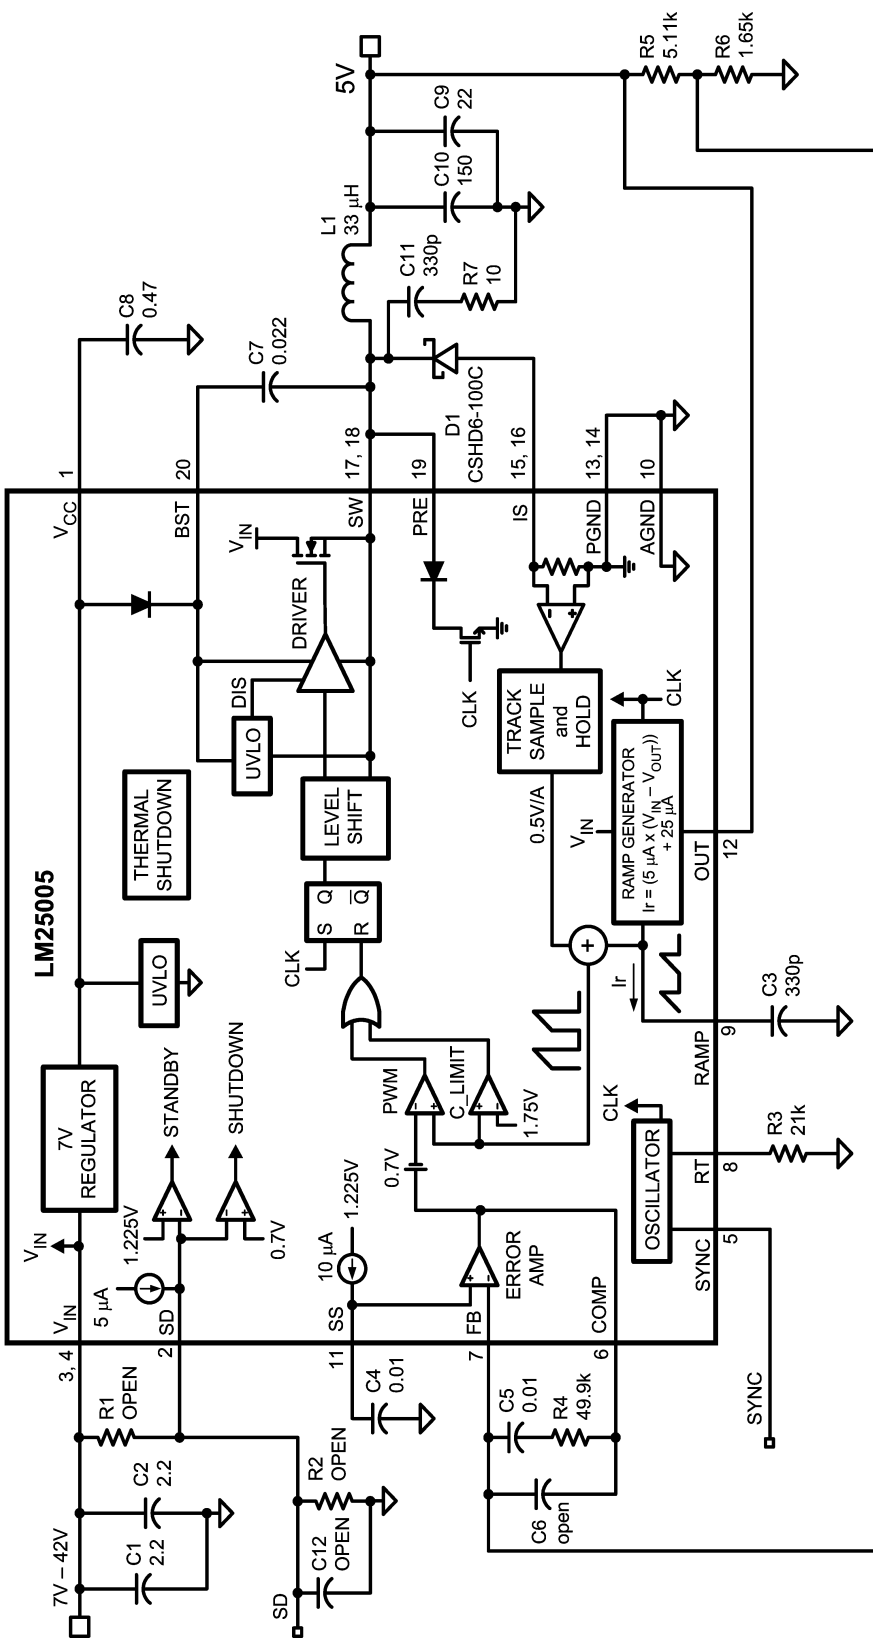 LM25005
7V – 42V
C1
2.2
C2
2.2
R1
OPEN
3, 4
V_IN
V_IN
7V
REGULATOR
UVLO
THERMAL
SHUTDOWN
V_CC
1
C8
0.47
5 µA
SD
2
1.225V
STANDBY
SHUTDOWN
0.7V
SD
C12
OPEN
R2
OPEN
UVLO
DIS
DRIVER
V_IN
BST
20
C7
0.022
LEVEL
SHIFT
CLK
S
Q
R
Q
SW
17, 18
L1
33 µH
5V
C11
330p
R7
10
C10
150
C9
22
10 µA
1.225V
SS
11
C4
0.01
PRE
19
D1
CSHD6-100C
CLK
0.7V
PWM
C_LIMIT
1.75V
ERROR
AMP
FB
7
C5
0.01
R4
49.9k
C6
open
COMP
6
IS
15, 16
PGND
13, 14
AGND
10
TRACK
SAMPLE
and
HOLD
0.5V/A
+
V_IN
RAMP GENERATOR
Ir = (5 µA x (V_IN – V_OUT))
+ 25 µA
CLK
Ir
OSCILLATOR
CLK
SYNC
5
RT
8
RAMP
9
OUT
12
SYNC
R3
21k
C3
330p
R5
5.11k
R6
1.65k